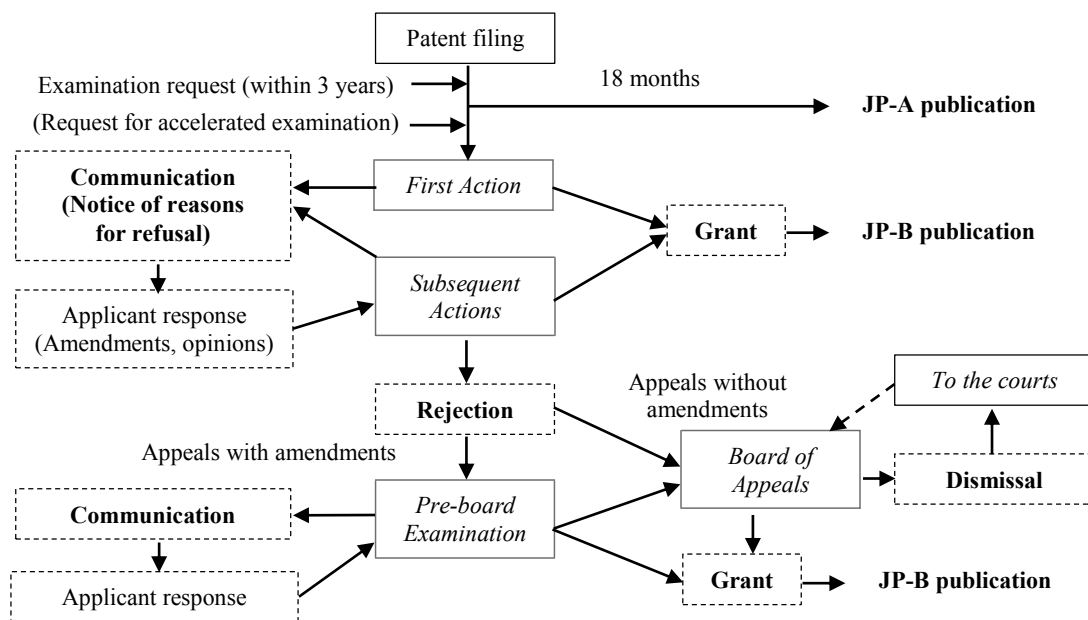 Patent filing
Examination request (within 3 years)
18 months
JP-A publication
(Request for accelerated examination)
Communication
(Notice of reasons
for refusal)
First Action
Grant
JP-B publication
Subsequent
Actions
Applicant response
(Amendments, opinions)
Rejection
Appeals without
amendments
To the courts
Appeals with amendments
Board of
Appeals
Dismissal
Communication
Pre-board
Examination
Applicant response
Grant
JP-B publication